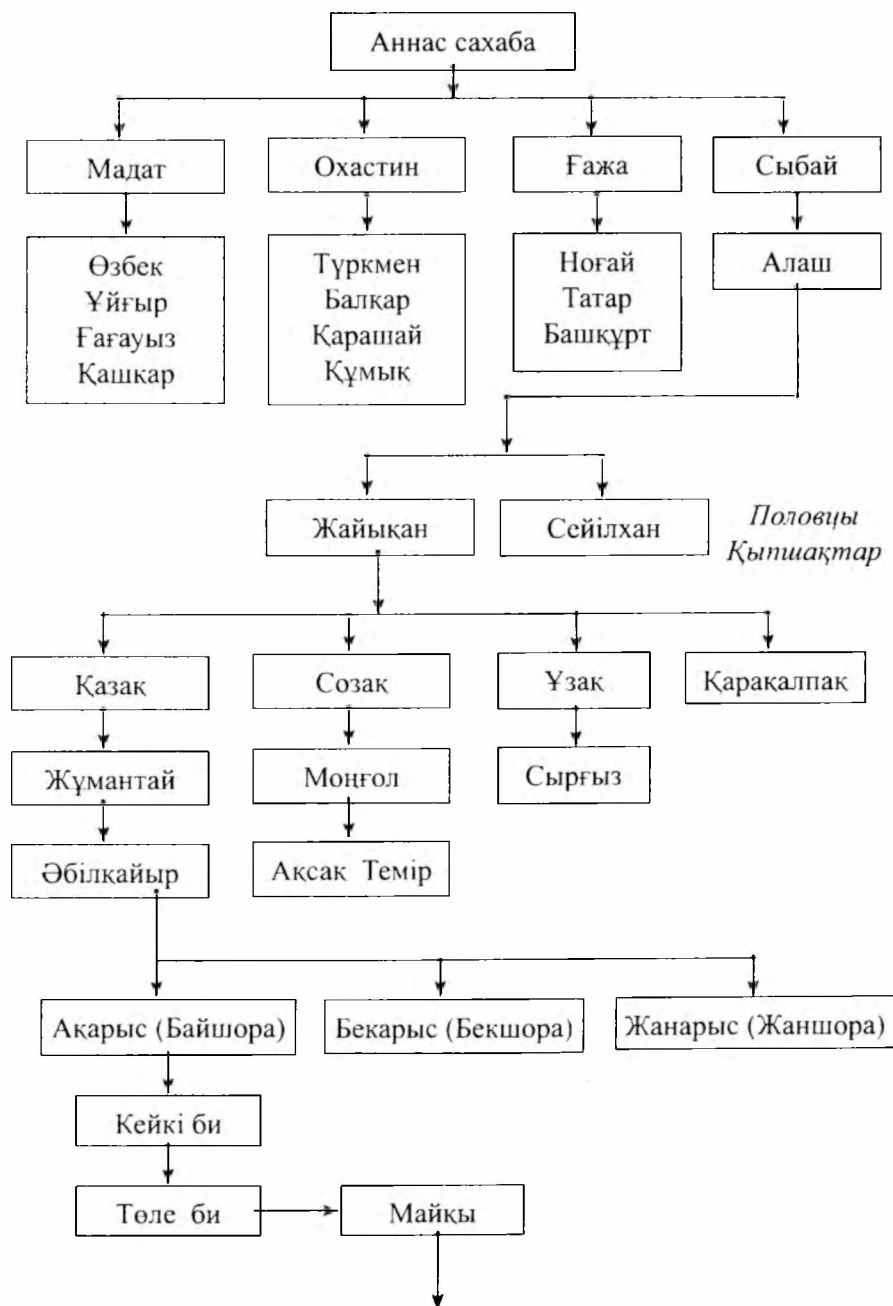 Аннас сахаба
Мадат
Охастин
Ғажа
Сыбай
Өзбек
Ұйғыр
Ғағауыз
Қашкар
Түркмен
Балқар
Қарашай
Құмық
Ноғай
Татар
Башқұрт
Алаш
Жайықан
Сейілхан
Половцы
Қыпшақтар
Қазақ
Созақ
Ұзақ
Қарақалпақ
Жұмантай
Моңғол
Сырғыз
Әбілқайыр
Ақсақ Темір
Ақарыс (Байшора)
Бекарыс (Бекшора)
Жанарыс (Жаншора)
Кейкі би
Төле би
Майқы